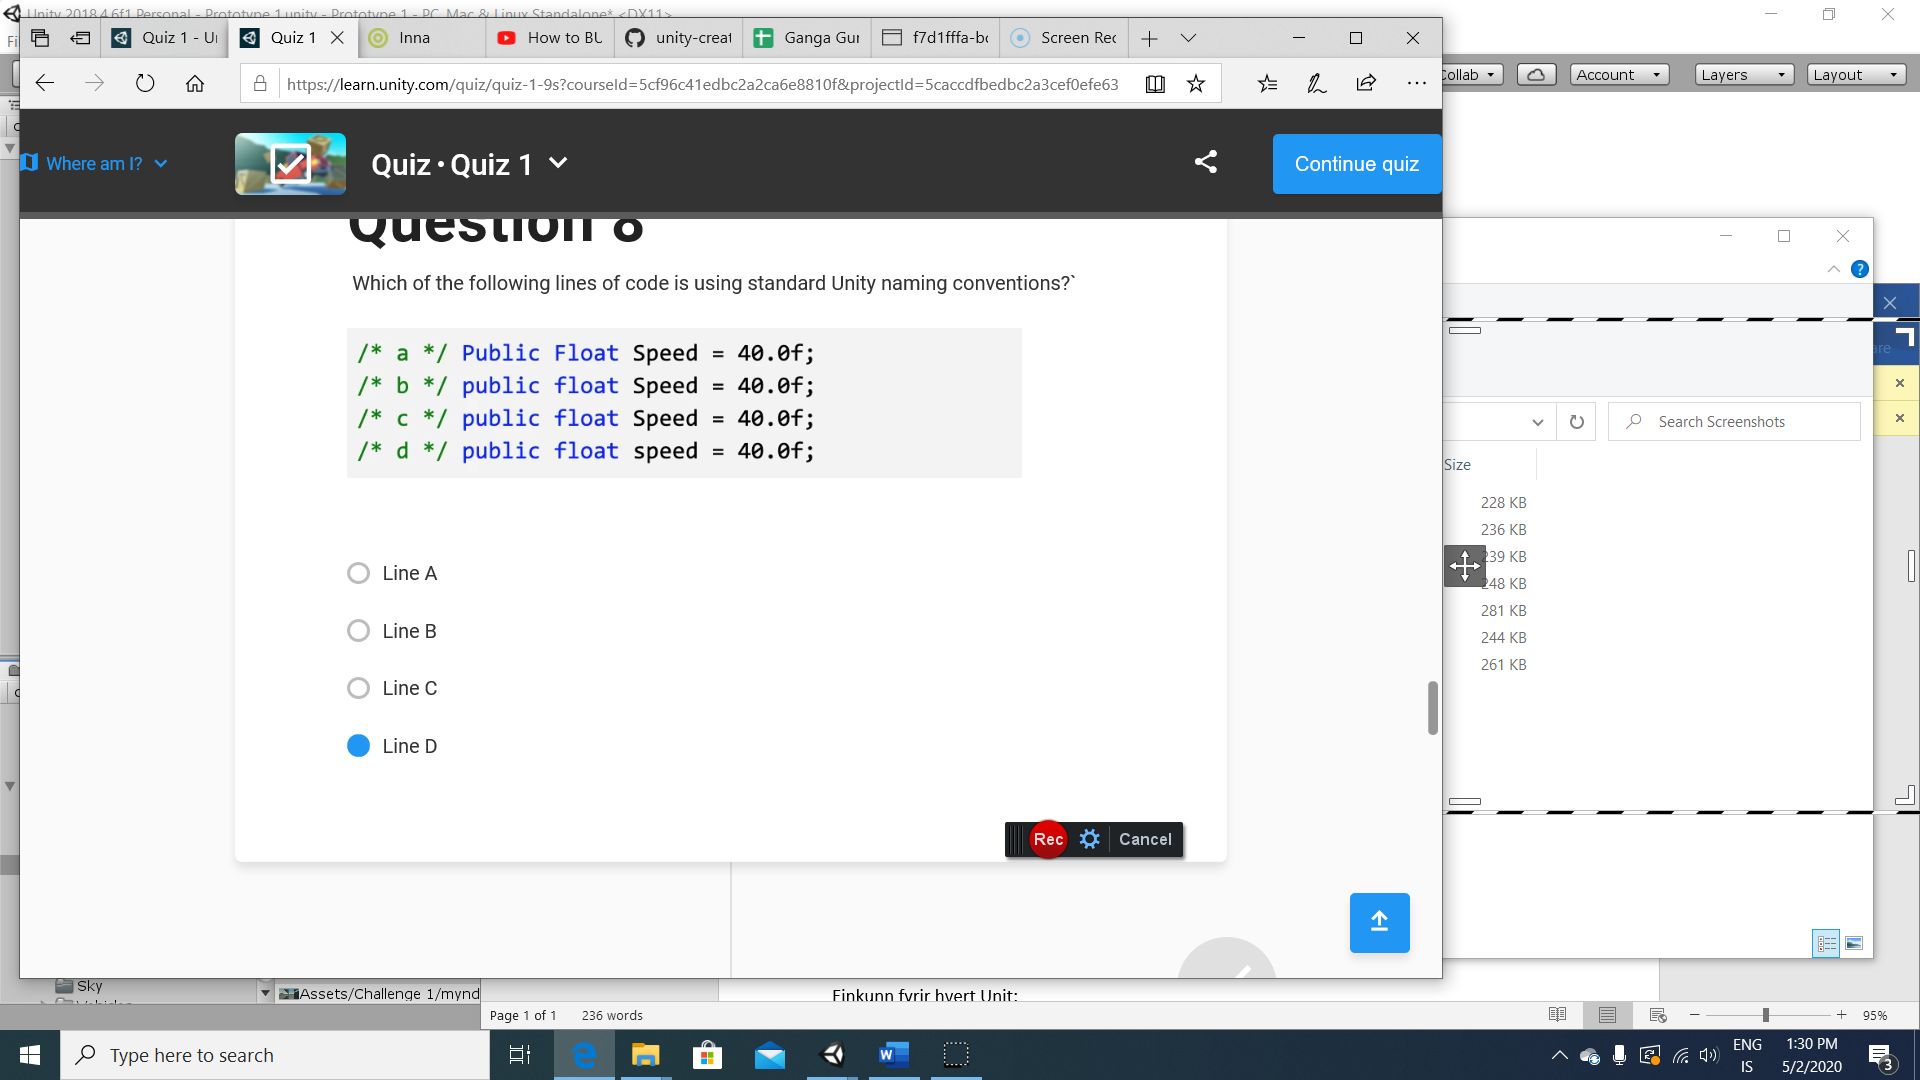 Unity 2018.4.6f1 Personal - Prototype 1.unity - Prototype 1 - PC, Mac & Linux Standalone* <DX11>
Quiz 1 - Ur
Quiz 1
Inna
How to BU
unity-creat
Ganga Gur
f7d1fffa-bc
Screen Rec
https://learn.unity.com/quiz/quiz-1-9s?courseId=5cf96c41edbc2a2ca6e8810f&projectId=5caccdfbedbc2a3cef0efe63
Collab
Account
Layers
Layout
Where am I?
Quiz · Quiz 1
Continue quiz
Question 8
Which of the following lines of code is using standard Unity naming conventions?`
/* a */ Public Float Speed = 40.0f;
/* b */ public float Speed = 40.0f;
/* c */ public float Speed = 40.0f;
/* d */ public float speed = 40.0f;
Line A
Line B
Line C
Line D
Rec
Cancel
Search Screenshots
Size
228 KB
236 KB
239 KB
248 KB
281 KB
244 KB
261 KB
Sky
Assets/Challenge 1/mynd
Einkunn fyrir hvert Unit:
Page 1 of 1
236 words
95%
Type here to search
ENG
IS
1:30 PM
5/2/2020
3